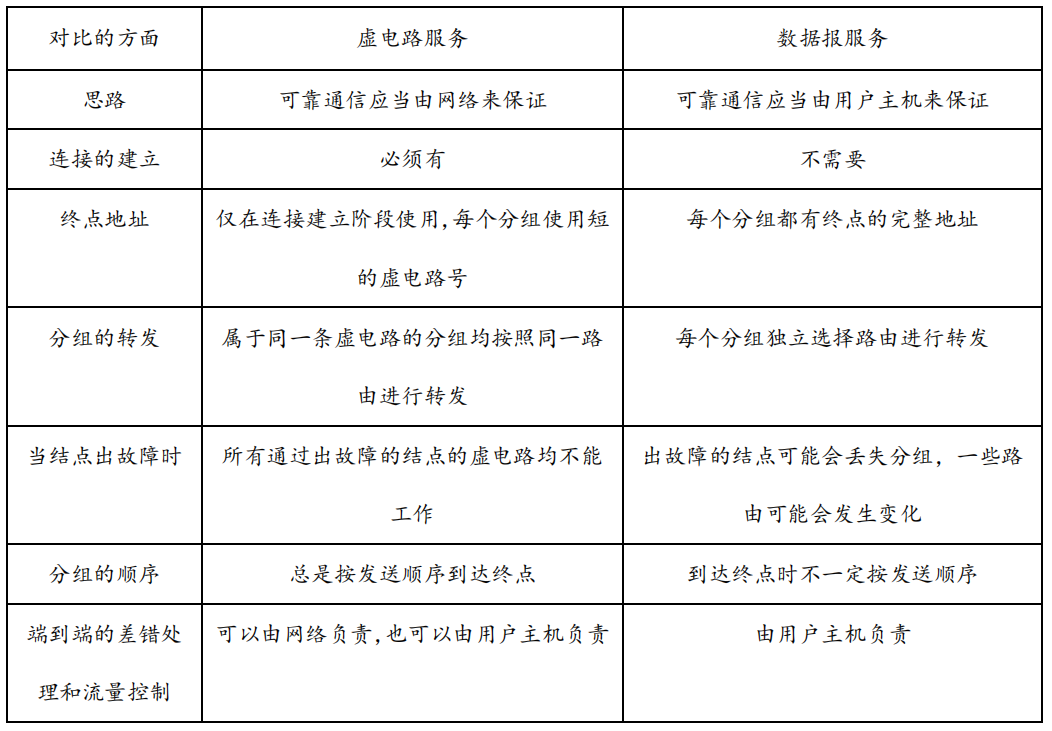 对比的方面
虚电路服务
数据报服务
思路
可靠通信应当由网络来保证
可靠通信应当由用户主机来保证
连接的建立
必须有
不需要
终点地址
仅在连接建立阶段使用,每个分组使用短
的虚电路号
每个分组都有终点的完整地址
分组的转发
属于同一条虚电路的分组均按照同一路
由进行转发
每个分组独立选择路由进行转发
当结点出故障时
所有通过出故障的结点的虚电路均不能
工作
出故障的结点可能会丢失分组，一些路
由可能会发生变化
分组的顺序
总是按发送顺序到达终点
到达终点时不一定按发送顺序
端到端的差错处
理和流量控制
可以由网络负责,也可以由用户主机负责
由用户主机负责